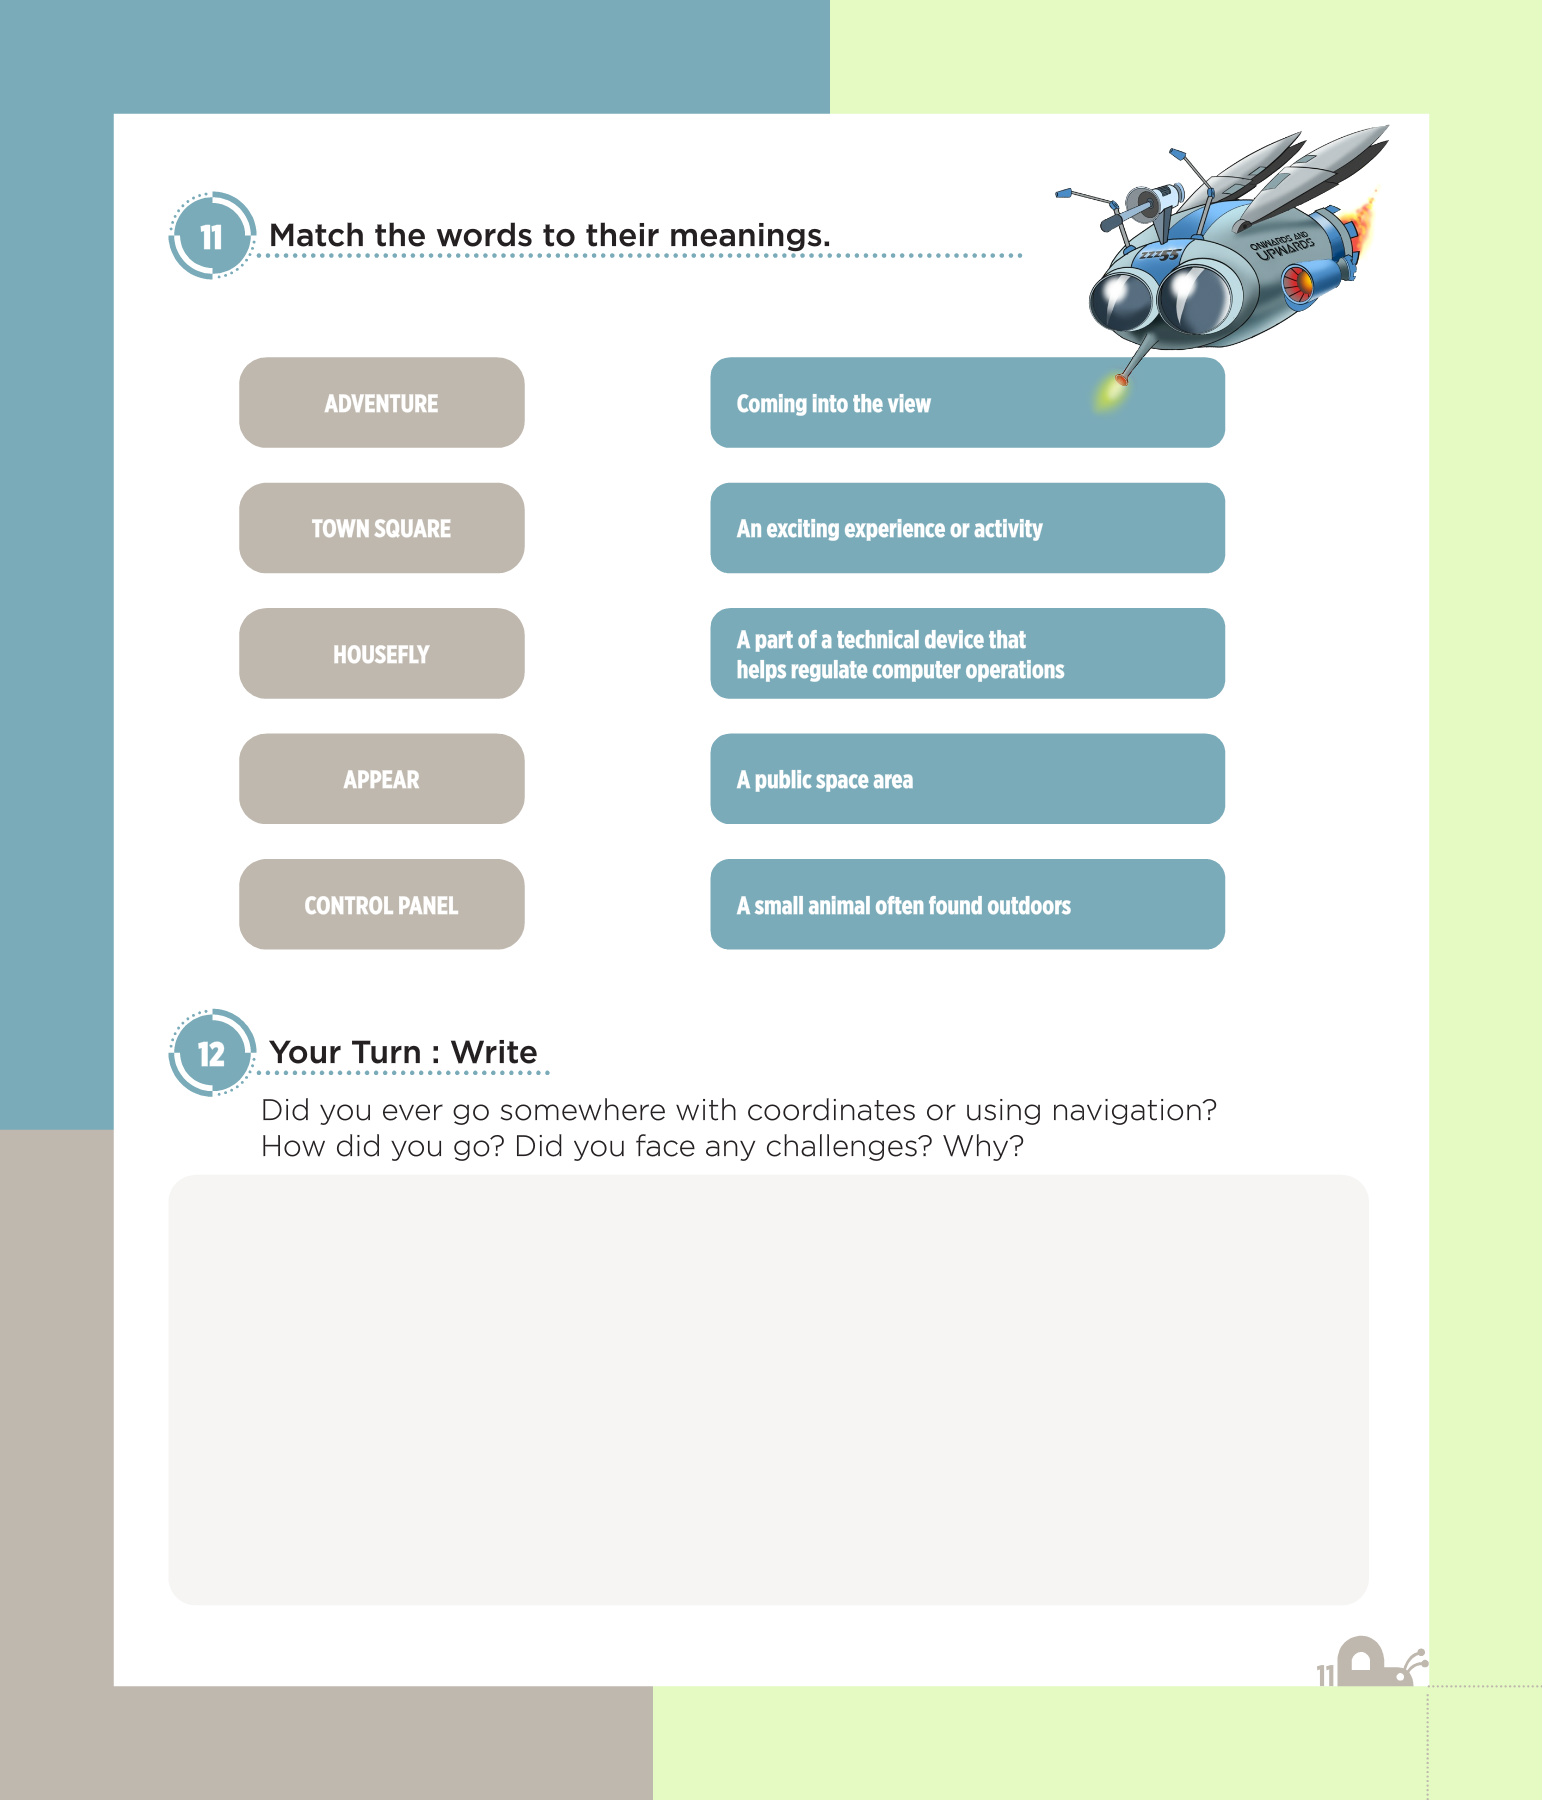 11
Match the words to their meanings.
ZZZ55
ONWARDS AND
UPWARDS
ADVENTURE
Coming into the view
TOWN SQUARE
An exciting experience or activity
HOUSEFLY
A part of a technical device that
helps regulate computer operations
APPEAR
A public space area
CONTROL PANEL
A small animal often found outdoors
12
Your Turn : Write
Did you ever go somewhere with coordinates or using navigation?
How did you go? Did you face any challenges? Why?
11